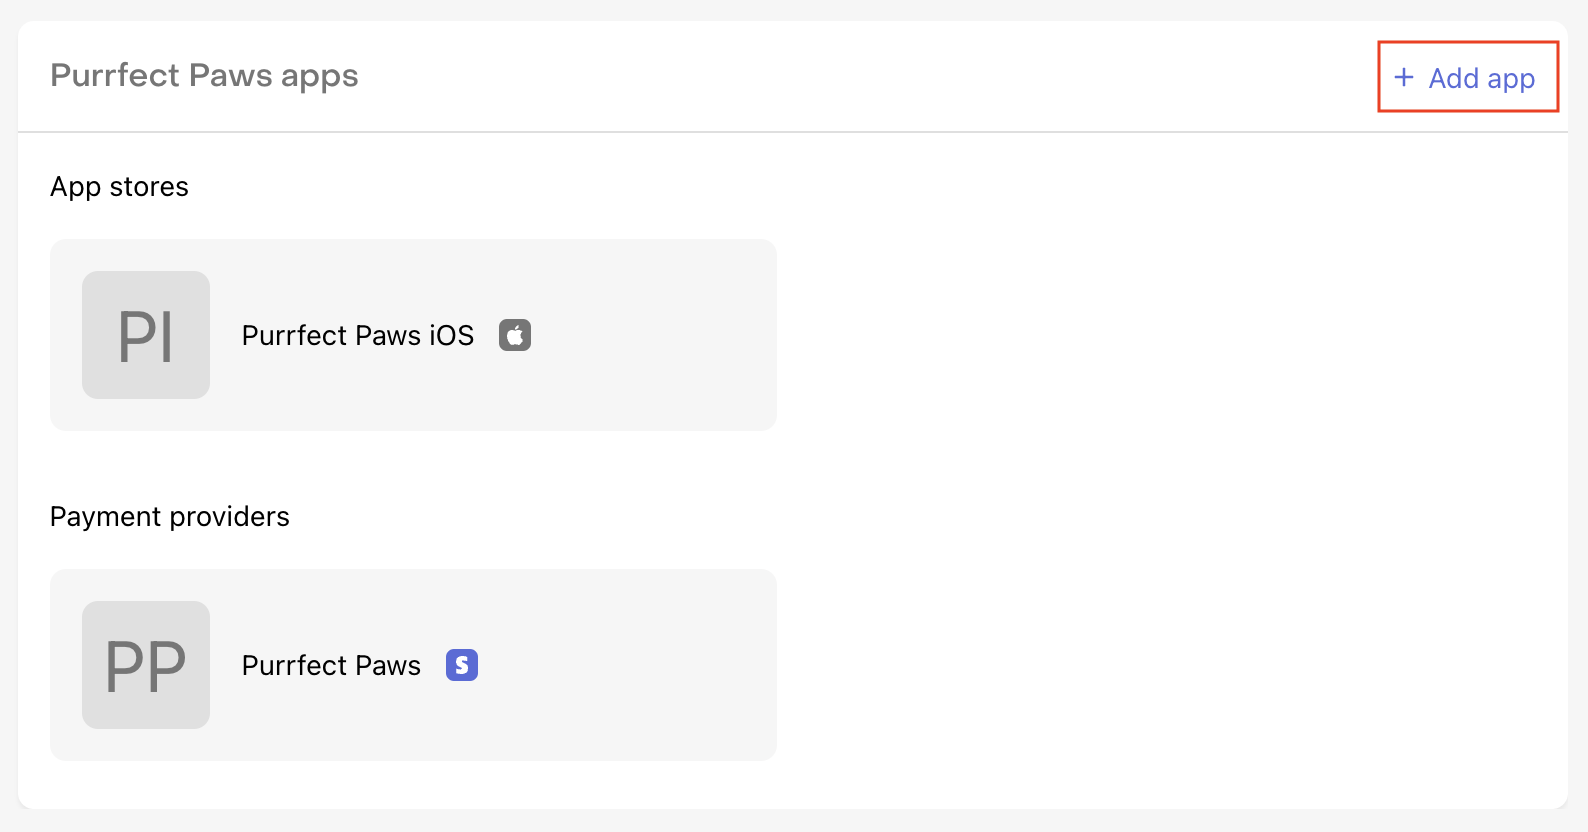 Purrfect Paws apps
+ Add app
App stores
PI
Purrfect Paws iOS
Payment providers
PP
Purrfect Paws S